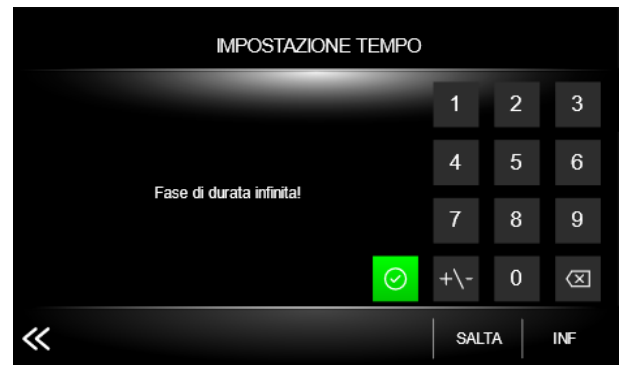 IMPOSTAZIONE TEMPO
1 2 3
4 5 6
Fase di durata infinita!
7 8 9
+\- 0
SALTA INF